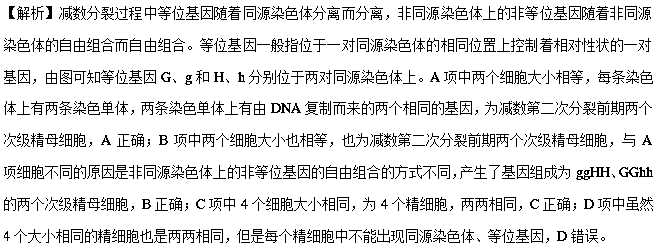 【解析】减数分裂过程中等位基因随着同源染色体分离而分离，非同源染色体上的非等位基因随着非同源
染色体的自由组合而自由组合。等位基因一般指位于一对同源染色体的相同位置上控制着相对性状的一对
基因，由图可知等位基因 G、g 和 H、h 分别位于两对同源染色体上。A 项中两个细胞大小相等，每条染色
体上有两条染色单体，两条染色单体上有由 DNA 复制而来的两个相同的基因，为减数第二次分裂前期两个
次级精母细胞，A 正确；B 项中两个细胞大小也相等，也为减数第二次分裂前期两个次级精母细胞，与 A
项细胞不同的原因是非同源染色体上的非等位基因的自由组合的方式不同，产生了基因组成为 ggHH、GGhh
的两个次级精母细胞，B 正确；C 项中 4 个细胞大小相同，为 4 个精细胞，两两相同，C 正确；D 项中虽然
4 个大小相同的精细胞也是两两相同，但是每个精细胞中不能出现同源染色体、等位基因，D 错误。